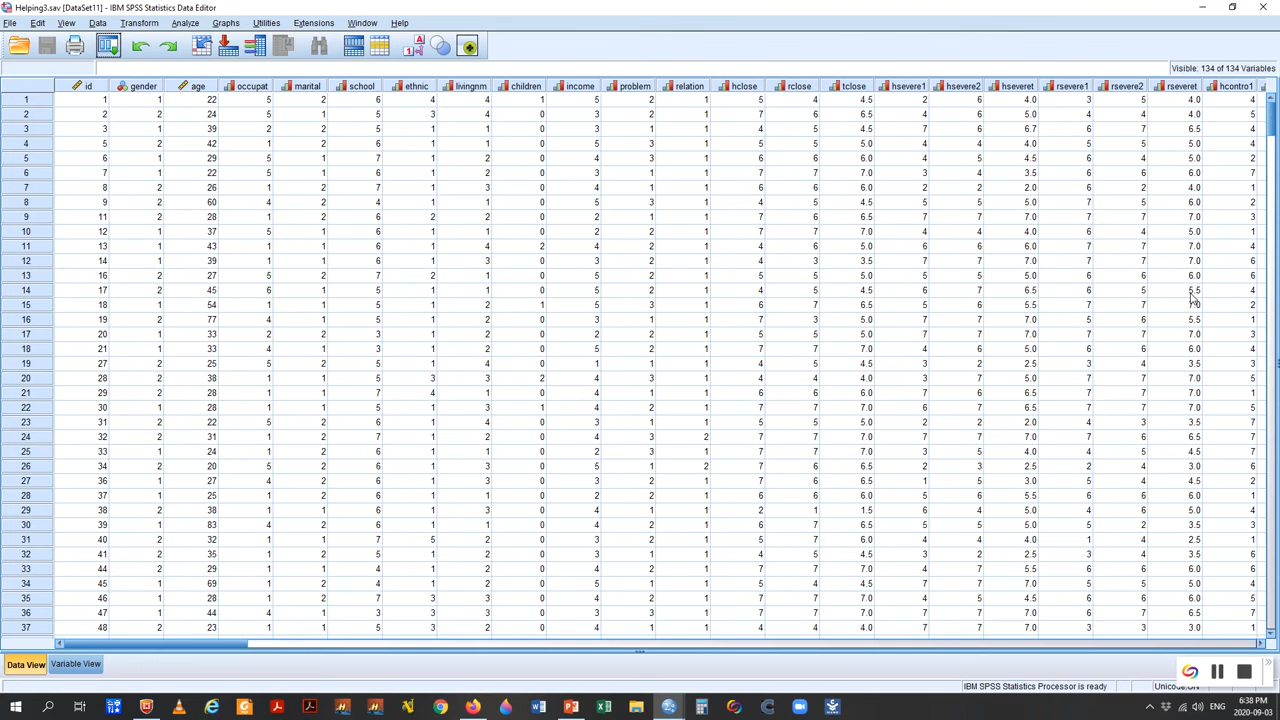 Helping3.sav [DataSet11] - IBM SPSS Statistics Data Editor
File Edit View Data Transform Analyze Graphs Utilities Extensions Window Help
Visible: 134 of 134 Variables
id gender age occupat marital school ethnic livingnm children income problem relation hclose rclose tclose hsevere1 hsevere2 hseveret rsevere1 rsevere2 rseveret hcontro1
1 1 1 22 5 2 6 4 4 1 5 2 1 5 4 4.5 2 6 4.0 3 5 4.0 4
2 2 2 24 5 1 5 3 4 0 3 2 1 7 6 6.5 4 6 5.0 4 4 4.0 5
3 3 1 39 2 2 5 1 1 0 3 1 1 4 5 4.5 7 6 6.7 6 7 6.5 4
4 5 2 42 1 2 6 1 1 0 5 3 1 4 5 4.5 4 4 4.0 5 5 5.0 4
5 6 1 29 5 1 7 1 2 0 4 3 1 6 6 6.0 4 5 4.5 6 4 5.0 2
6 7 1 22 5 1 6 1 2 0 3 1 1 7 7 7.0 3 4 3.5 6 6 6.0 7
7 8 2 26 1 2 7 1 3 0 4 1 1 6 6 6.0 2 2 2.0 6 2 4.0 1
8 9 2 60 4 2 4 1 1 0 5 3 1 4 5 4.5 5 5 5.0 7 5 6.0 2
9 11 2 28 1 2 6 2 2 0 2 1 1 7 6 6.5 7 7 7.0 7 7 7.0 3
10 12 1 37 5 1 6 1 1 0 4 2 1 5 5 5.0 4 4 4.0 6 4 5.0 1
11 13 1 43 1 1 6 1 4 2 4 2 1 4 6 5.0 6 6 6.0 7 7 7.0 4
12 14 1 39 1 1 6 1 3 0 3 2 1 4 3 3.5 7 7 7.0 7 7 7.0 6
13 16 2 27 5 2 7 2 1 0 5 2 1 5 5 5.0 5 5 5.0 6 6 6.0 6
14 17 2 45 6 1 5 1 1 0 5 2 1 4 5 4.5 6 7 6.5 6 5 5.5 4
15 18 1 54 1 1 5 1 2 1 5 3 1 6 7 6.5 5 6 5.5 7 7 7.0 2
16 19 2 77 4 1 5 1 2 0 4 2 1 7 3 5.0 7 7 7.0 5 6 5.5 1
17 20 1 33 2 2 3 1 1 0 2 2 1 5 5 5.0 7 7 7.0 7 7 7.0 3
18 21 1 33 4 1 3 1 2 0 5 2 1 7 7 7.0 4 6 5.0 6 6 6.0 4
19 27 2 25 5 2 5 1 4 0 1 1 1 4 5 4.5 3 2 2.5 4 3 3.5 4
20 28 2 38 1 1 5 3 3 2 4 3 1 4 4 4.0 3 7 5.0 7 7 7.0 5
21 29 2 28 1 1 7 4 1 0 4 1 1 6 6 6.0 7 7 7.0 7 7 7.0 1
22 30 1 28 1 1 5 1 3 1 4 2 1 7 7 7.0 6 7 6.5 7 7 7.0 5
23 31 2 22 5 2 6 1 4 0 3 1 1 5 5 5.0 2 2 2.0 4 3 3.5 7
24 32 2 31 1 2 7 1 2 0 4 3 2 7 7 7.0 7 7 7.0 6 7 6.5 7
25 33 1 24 1 2 6 1 2 0 2 3 1 7 7 7.0 3 5 4.0 4 5 4.5 7
26 34 2 20 5 2 6 1 3 0 5 1 2 7 6 6.5 2 3 2.5 2 4 3.0 6
27 36 1 27 4 2 6 1 1 0 3 2 1 7 7 7.0 1 5 3.0 5 4 4.5 2
28 37 1 25 1 2 6 1 1 0 2 2 1 6 6 6.0 5 6 5.5 6 6 6.0 1
29 38 2 38 1 1 6 1 3 0 4 1 1 2 1 1.5 6 4 5.0 4 4 4.0 5
30 39 1 83 4 2 6 1 1 0 4 2 1 6 7 6.5 5 5 5.0 5 2 3.5 3
31 40 2 32 1 1 7 5 2 0 3 2 1 7 5 6.0 4 4 4.0 1 4 2.5 1
32 41 2 35 1 2 5 1 2 0 3 2 1 4 5 4.5 3 2 2.5 3 4 3.5 6
33 44 2 29 1 1 4 1 2 0 4 2 1 7 7 7.0 4 7 5.5 6 6 6.0 6
34 45 1 69 1 2 4 1 2 0 5 1 1 5 4 4.5 7 7 7.0 5 5 5.0 4
35 46 1 28 1 2 7 3 3 0 4 2 1 7 7 7.0 4 5 4.5 6 6 6.0 5
36 47 1 44 4 1 3 3 3 0 3 3 1 7 7 7.0 7 7 7.0 6 7 6.5 7
37 48 2 23 1 1 5 3 2 0 4 1 1 4 4 4.0 7 7 7.0 3 3 3.0 1
Data View Variable View
IBM SPSS Statistics Processor is ready Unicode:ON
ENG 6:38 PM
2020-09-03